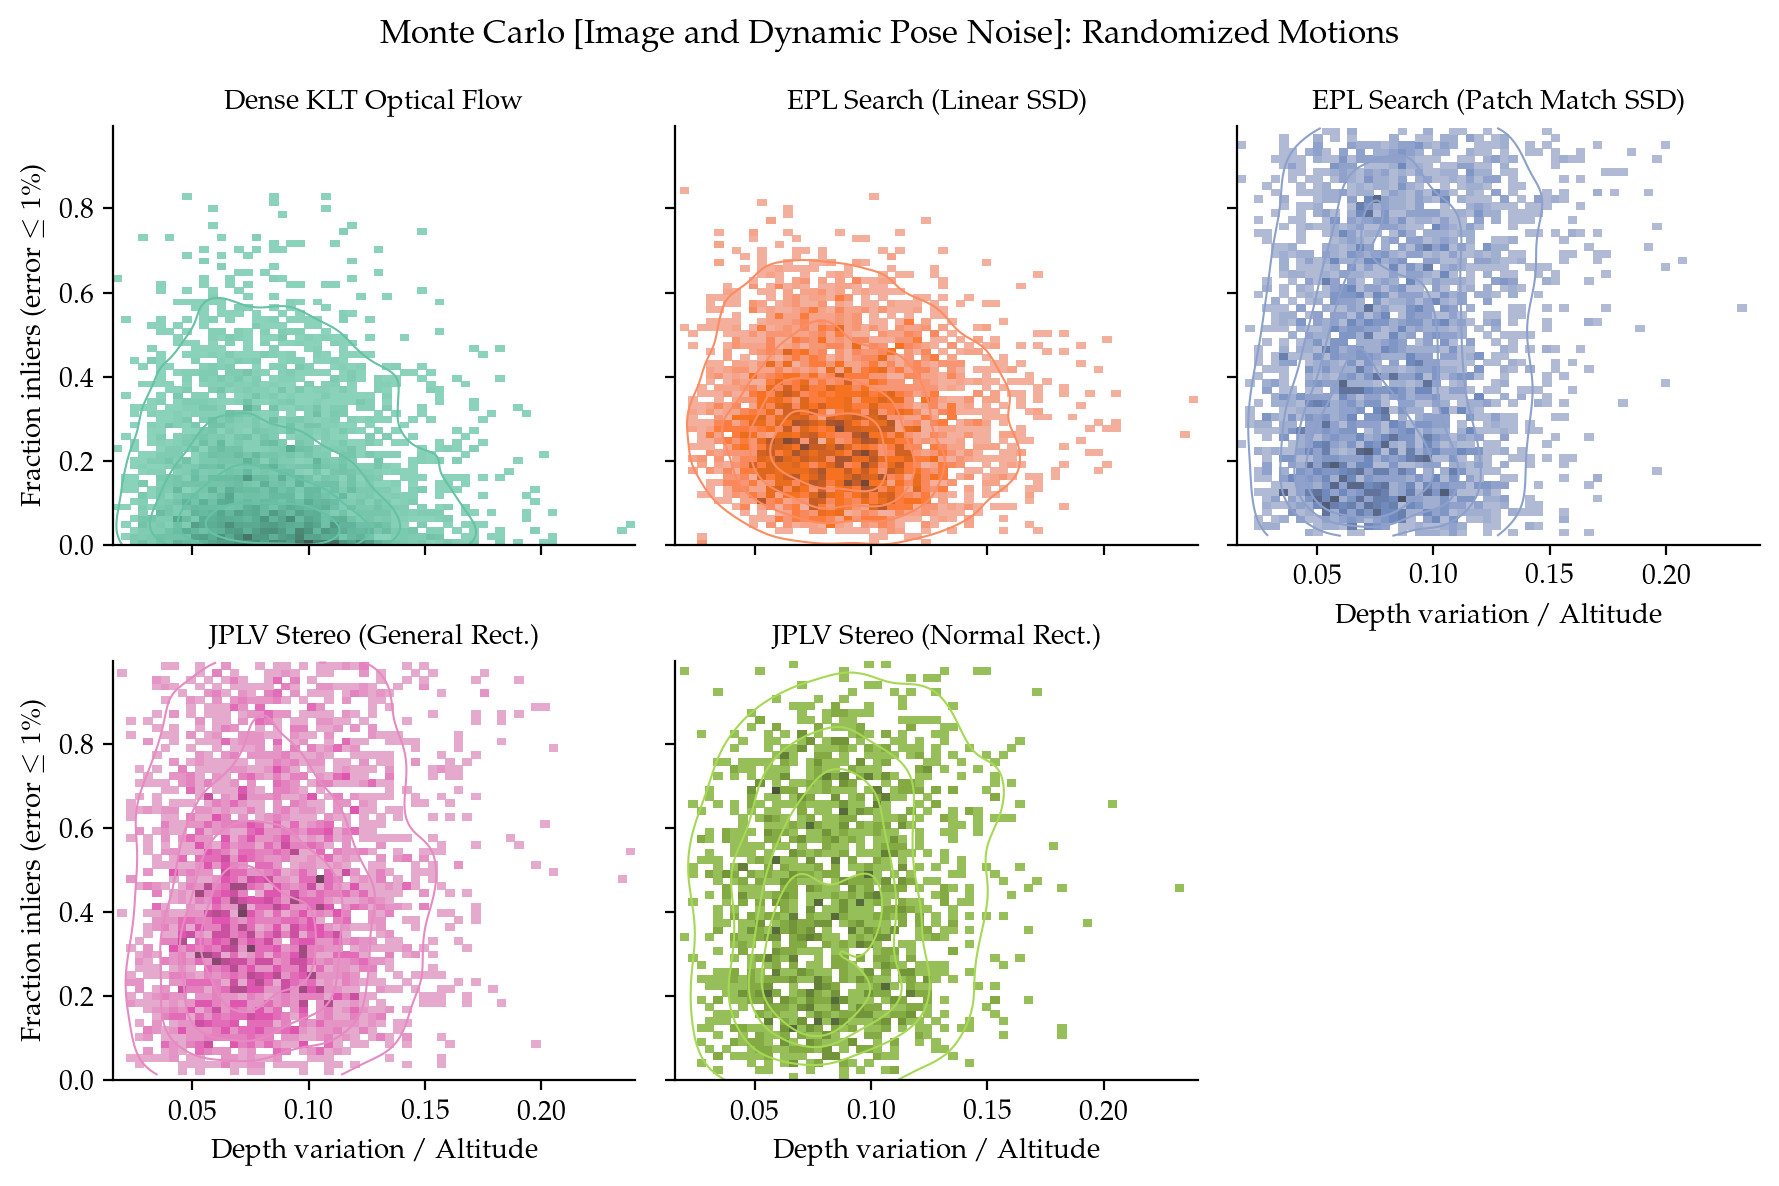 Monte Carlo [Image and Dynamic Pose Noise]: Randomized Motions
Dense KLT Optical Flow
EPL Search (Linear SSD)
EPL Search (Patch Match SSD)
Fraction inliers (error ≤ 1%)
0.8
0.6
0.4
0.2
0.0
0.05 0.10 0.15 0.20
Depth variation / Altitude
JPLV Stereo (General Rect.)
JPLV Stereo (Normal Rect.)
Fraction inliers (error ≤ 1%)
0.8
0.6
0.4
0.2
0.0
0.05 0.10 0.15 0.20
Depth variation / Altitude
0.05 0.10 0.15 0.20
Depth variation / Altitude